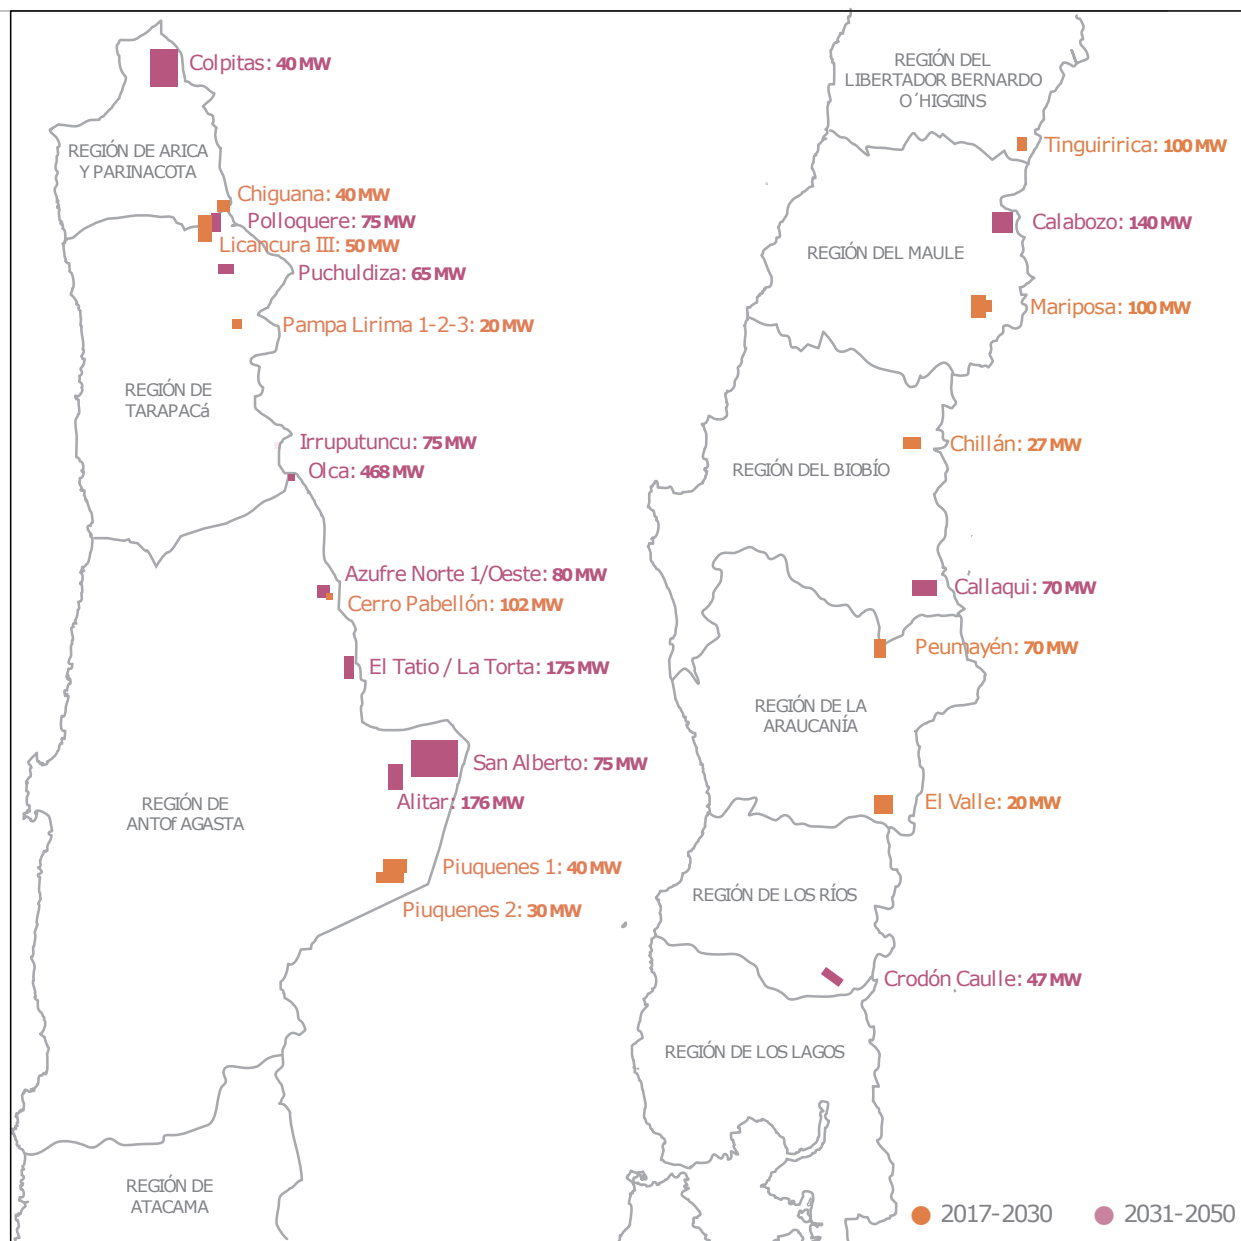 Colpitas: 40 MW
REGIÓN DE ARICA
Y PARINACOTA
Chiguana: 40 MW
Polloquere: 75 MW
Licancura III: 50 MW
Puchuldiza: 65 MW
Pampa Lirima 1-2-3: 20 MW
REGIÓN DE
TARAPACá
Irruputuncu: 75 MW
Olca: 468 MW
Azufre Norte 1/Oeste: 80 MW
Cerro Pabellón: 102 MW
El Tatio / La Torta: 175 MW
San Alberto: 75 MW
Alitar: 176 MW
REGIÓN DE
ANTOf AGASTA
Piuquenes 1: 40 MW
Piuquenes 2: 30 MW
REGIÓN DE
ATACAMA
REGIÓN DEL
LIBERTADOR BERNARDO
O´HIGGINS
Tinguiririca: 100 MW
Calabozo: 140 MW
REGIÓN DEL MAULE
Mariposa: 100 MW
Chillán: 27 MW
REGIÓN DEL BIOBÍO
Callaqui: 70 MW
Peumayén: 70 MW
REGIÓN DE LA
ARAUCANÍA
El Valle: 20 MW
REGIÓN DE LOS RÍOS
Crodón Caulle: 47 MW
REGIÓN DE LOS LAGOS
2017-2030
2031-2050